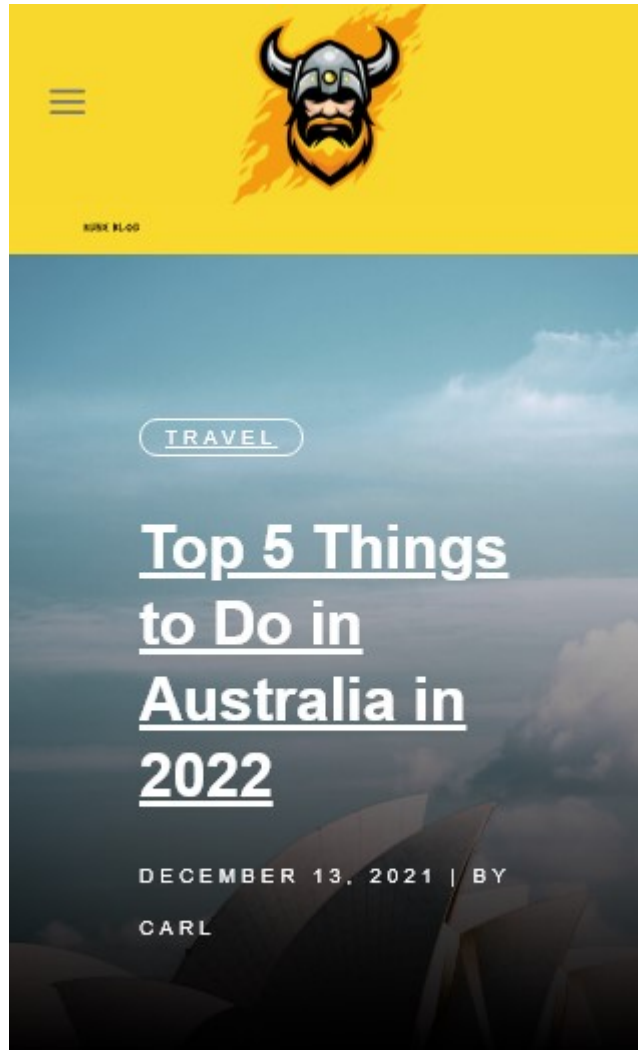 TRAVEL
Top 5 Things
to Do in
Australia in
2022
DECEMBER 13, 2021 | BY
CARL